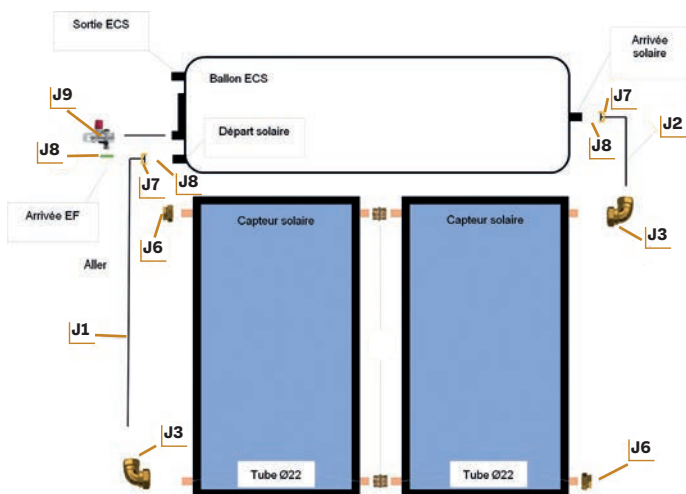 Sortie ECS
Arrivée
solaire
Ballon ECS
J9
J7
J2
Départ solaire
J8
J8
J7
J8
Arrivée EF
J6
Capteur solaire
Capteur solaire
J3
Aller
J1
J3
J6
Tube Ø22
Tube Ø22